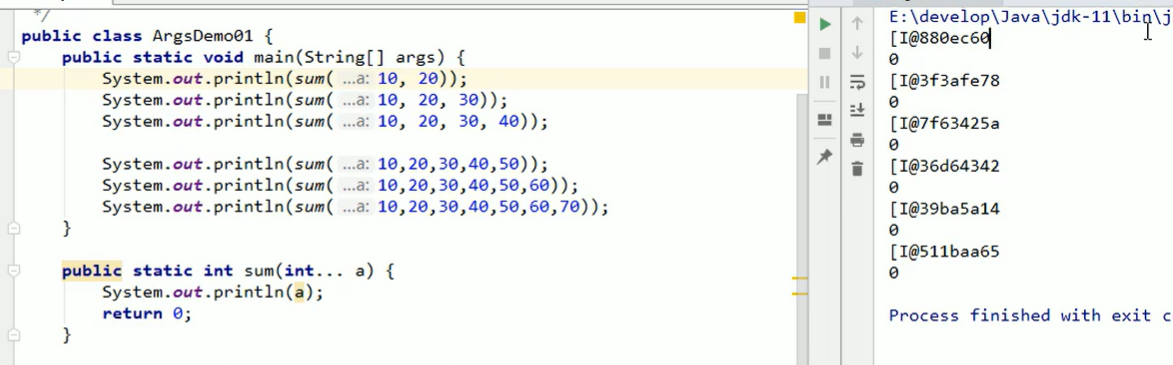 */
public class ArgsDemo01 {
public static void main(String[] args) {
System.out.println(sum( ...a: 10, 20));
System.out.println(sum( ...a: 10, 20, 30));
System.out.println(sum( ...a: 10, 20, 30, 40));
System.out.println(sum( ...a: 10,20,30,40,50));
System.out.println(sum( ...a: 10,20,30,40,50,60));
System.out.println(sum( ...a: 10,20,30,40,50,60,70));
}
public static int sum(int... a) {
System.out.println(a);
return 0;
}
E:\develop\Java\jdk-11\bin\j
[I@880ec60
0
[I@3f3afe78
0
[I@7f63425a
0
[I@36d64342
0
[I@39ba5a14
0
[I@511baa65
0
Process finished with exit c